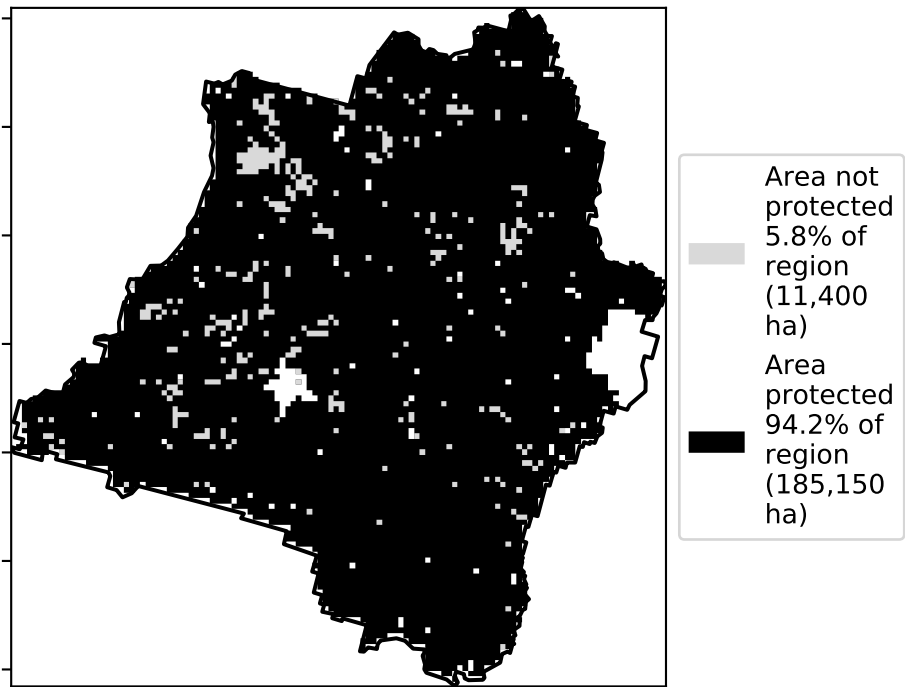 Area not
protected
5.8% of
region
(11,400
ha)
Area
protected
94.2% of
region
(185,150
ha)